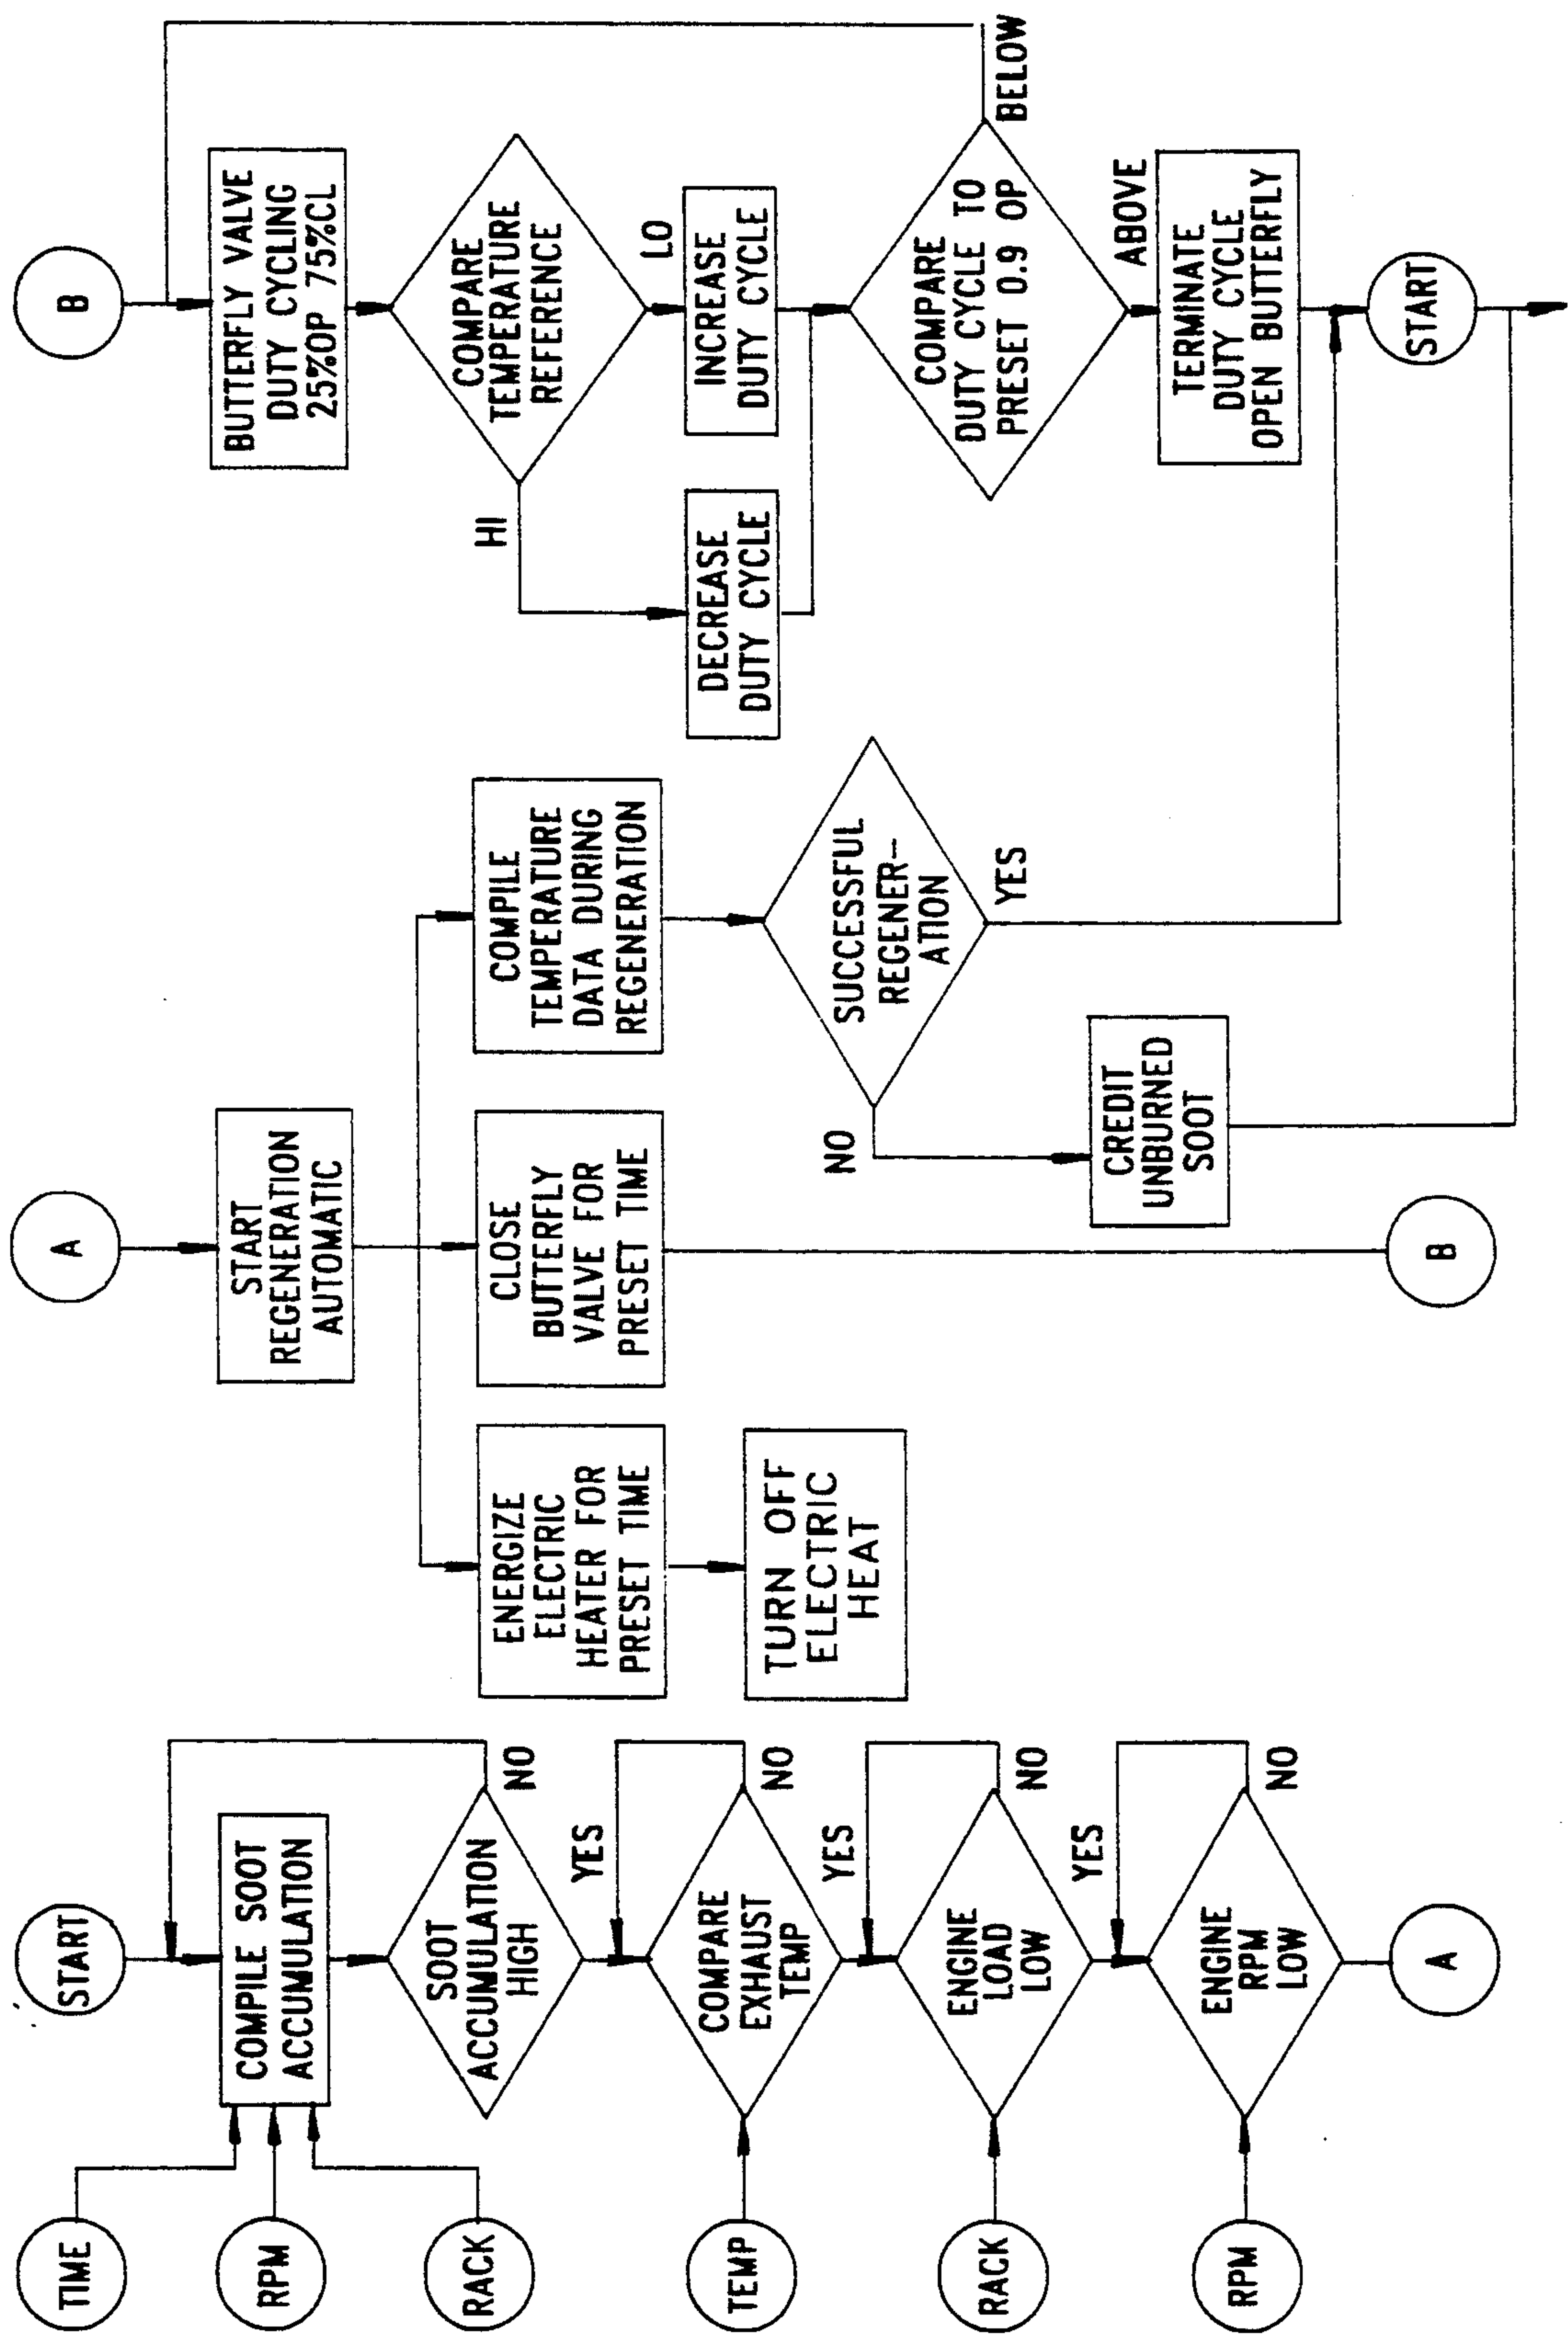 START
TIME
RPM
RACK
COMPILE SOOT
ACCUMULATION
SOOT
ACCUMULATION
HIGH
NO
YES
TEMP
COMPARE
EXHAUST
TEMP
NO
YES
RACK
ENGINE
LOAD
LOW
NO
YES
RPM
ENGINE
RPM
LOW
NO
A
A
START
REGENERATION
AUTOMATIC
ENERGIZE
ELECTRIC
HEATER FOR
PRESET TIME
TURN OFF
ELECTRIC
HEAT
CLOSE
BUTTERFLY
VALVE FOR
PRESET TIME
COMPILE
TEMPERATURE
DATA DURING
REGENERATION
SUCCESSFUL
REGENER-
ATION
NO
YES
CREDIT
UNBURNED
SOOT
B
B
BUTTERFLY VALVE
DUTY CYCLING
25%OP 75%CL
COMPARE
TEMPERATURE
REFERENCE
HI
LO
DECREASE
DUTY CYCLE
INCREASE
DUTY CYCLE
COMPARE
DUTY CYCLE TO
PRESET 0.9 OP
BELOW
ABOVE
TERMINATE
DUTY CYCLE
OPEN BUTTERFLY
START